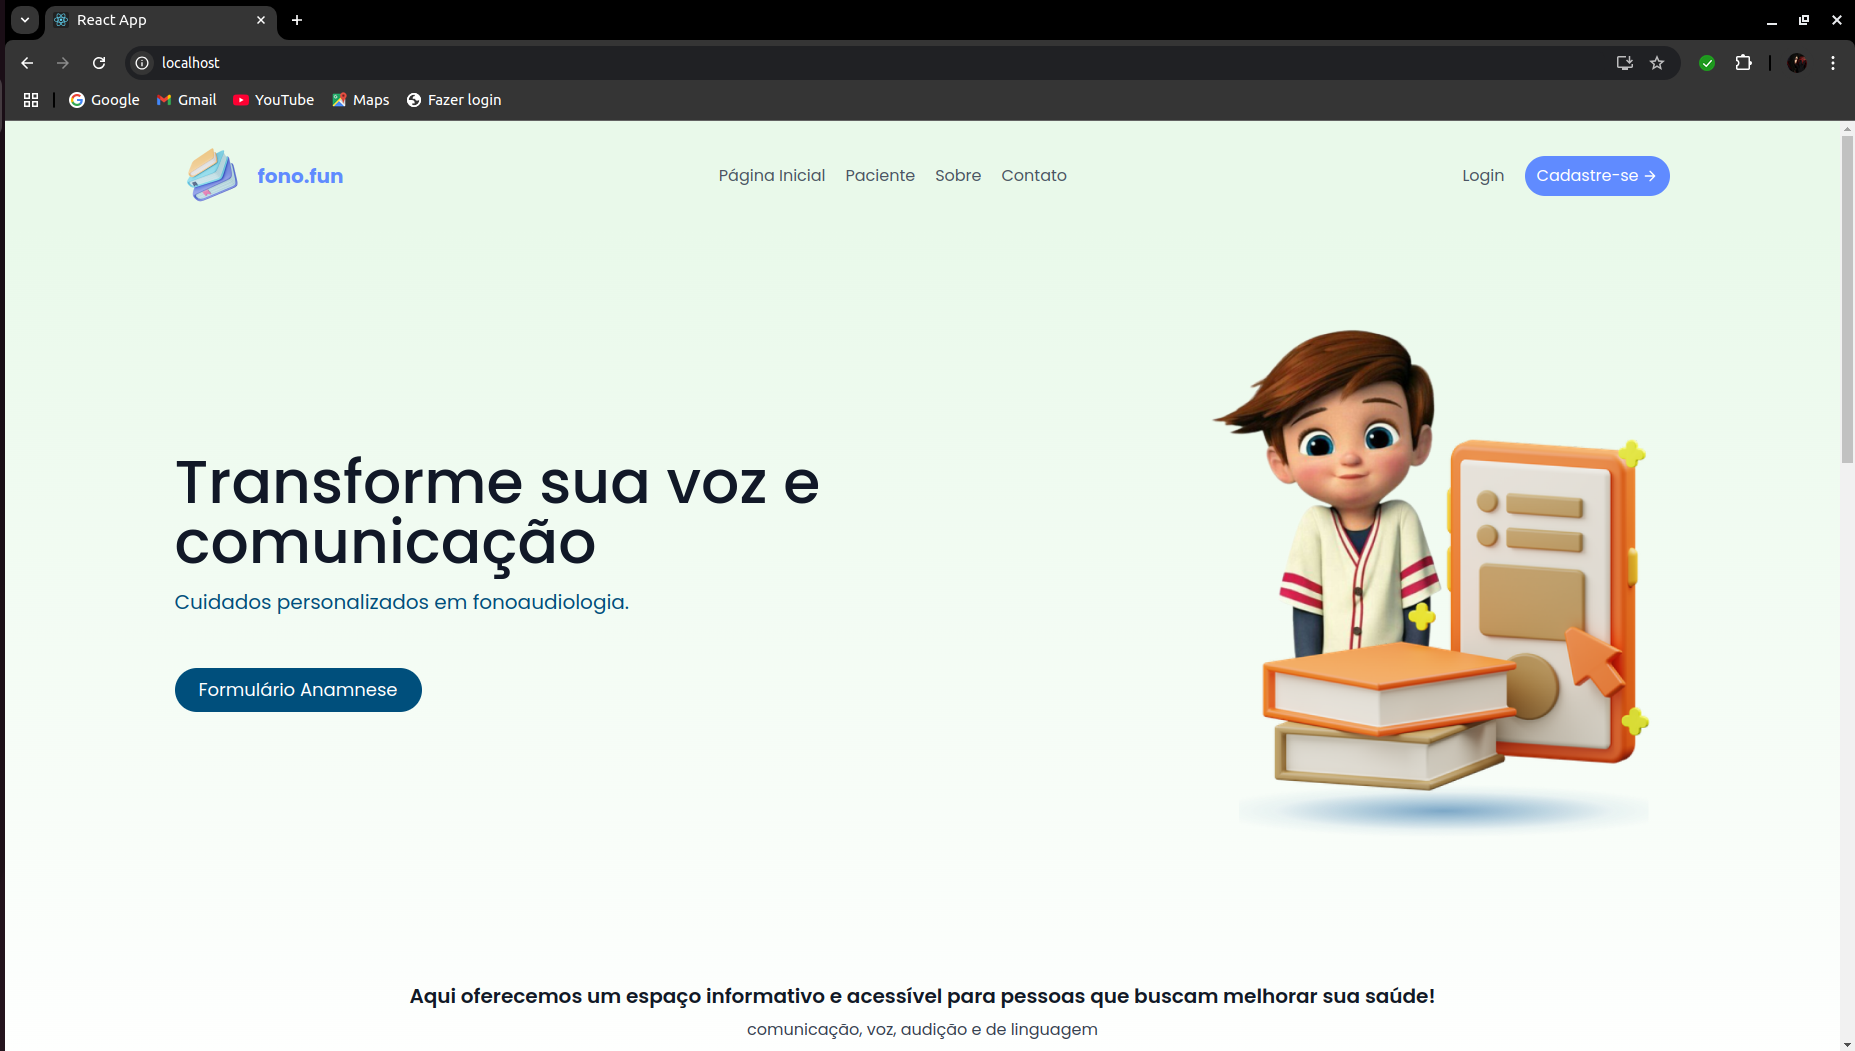 React App
localhost
Google
Gmail
YouTube
Maps
Fazer login
fono.fun
Página Inicial
Paciente
Sobre
Contato
Login
Cadastre-se →
Transforme sua voz e
comunicação
Cuidados personalizados em fonoaudiologia.
Formulário Anamnese
Aqui oferecemos um espaço informativo e acessível para pessoas que buscam melhorar sua saúde!
comunicação, voz, audição e de linguagem